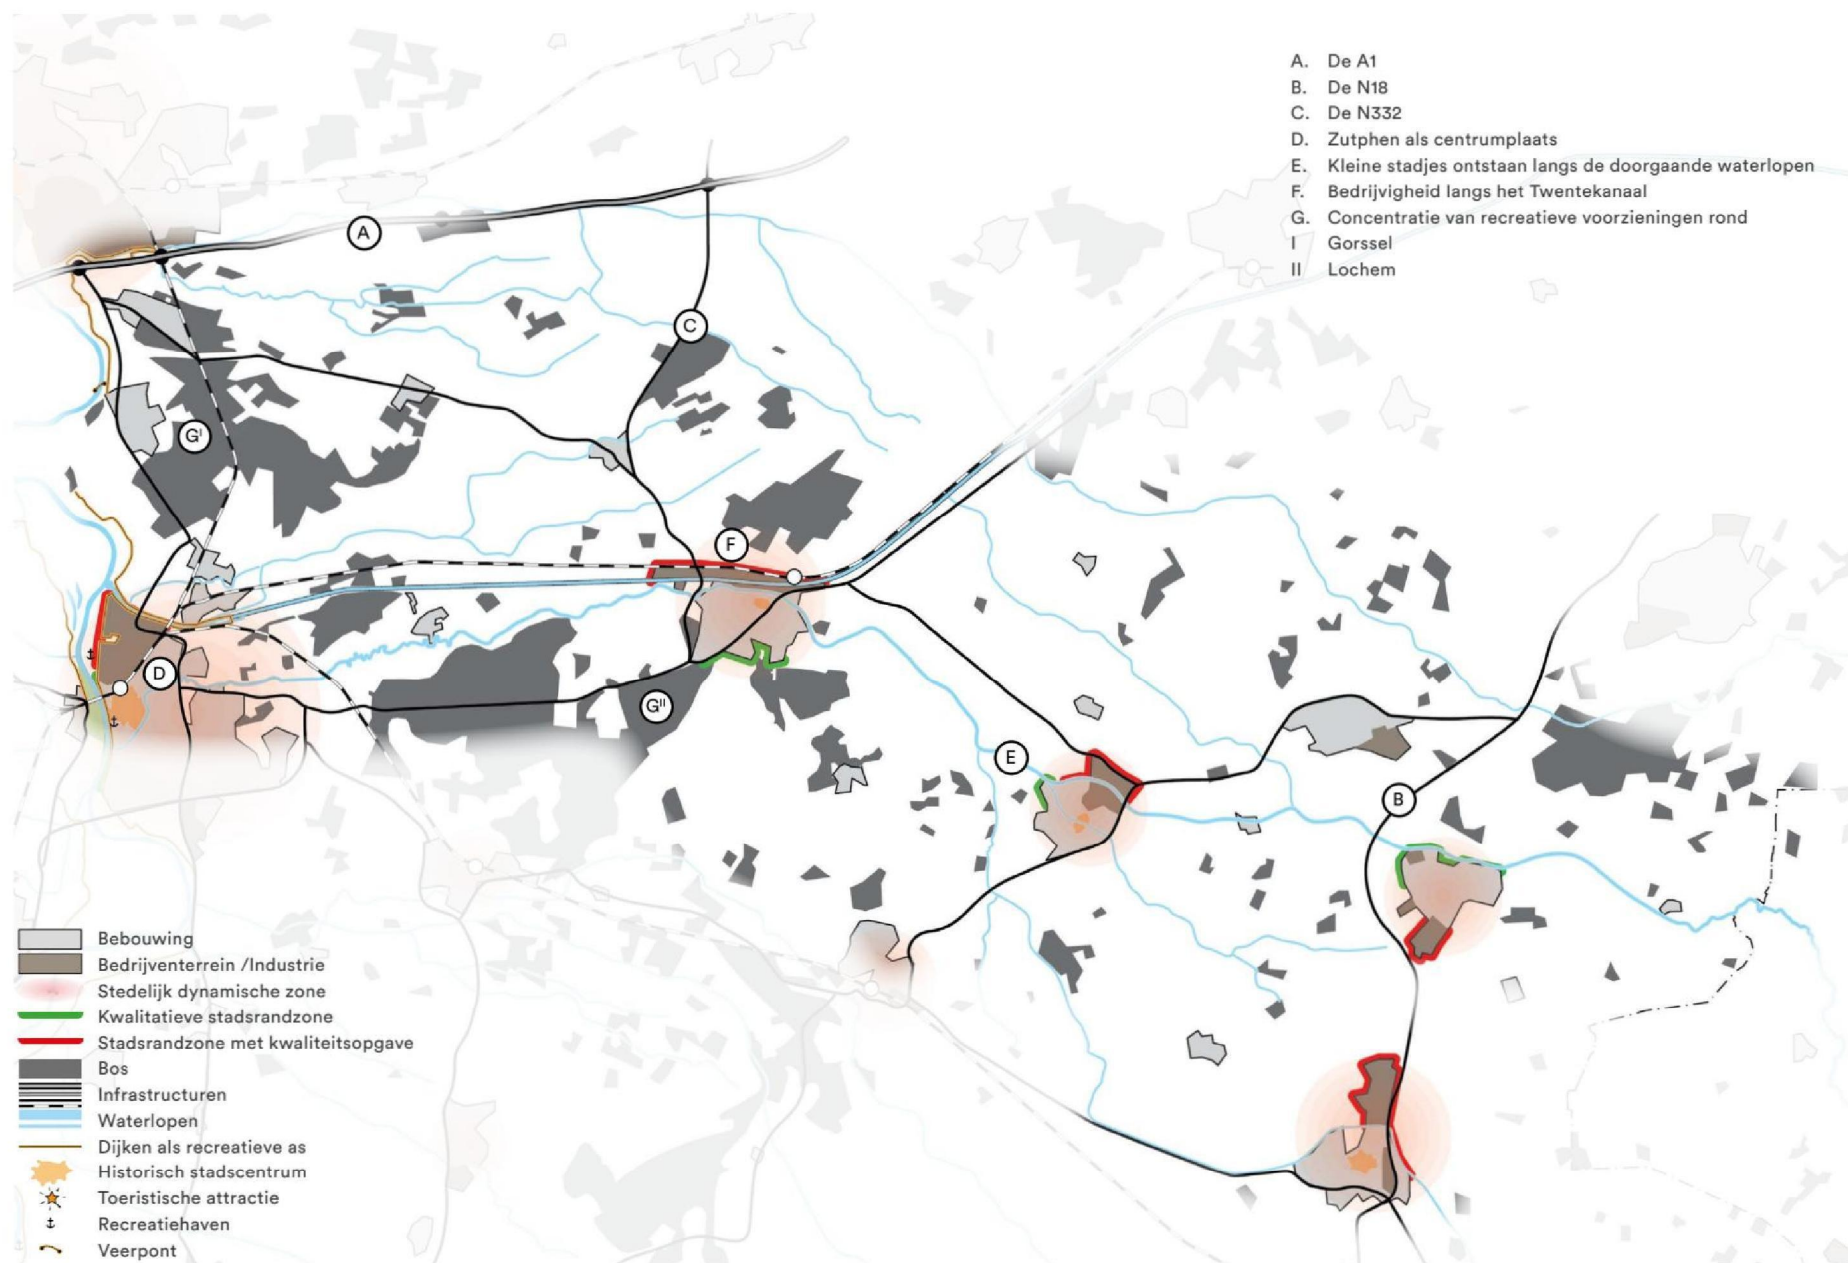 A. De A1
B. De N18
C. De N332
D. Zutphen als centrumplaats
E. Kleine stadjes ontstaan langs de doorgaande waterlopen
F. Bedrijvigheid langs het Twentekanaal
G. Concentratie van recreatieve voorzieningen rond
I Gorssel
II Lochem
A
C
G^I
F
D
G^II
E
B
Bebouwing
Bedrijventerrein /Industrie
Stedelijk dynamische zone
Kwalitatieve stadsrandzone
Stadsrandzone met kwaliteitsopgave
Bos
Infrastructuren
Waterlopen
Dijken als recreatieve as
Historisch stadscentrum
Toeristische attractie
Recreatiehaven
Veerpont